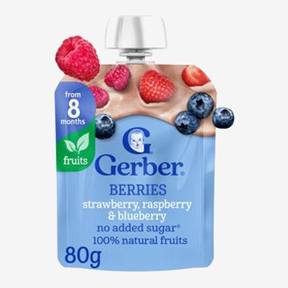 from
8
months
fruits
G
Gerber®
BERRIES
strawberry, raspberry
& blueberry
no added sugar*
100% natural fruits
80g